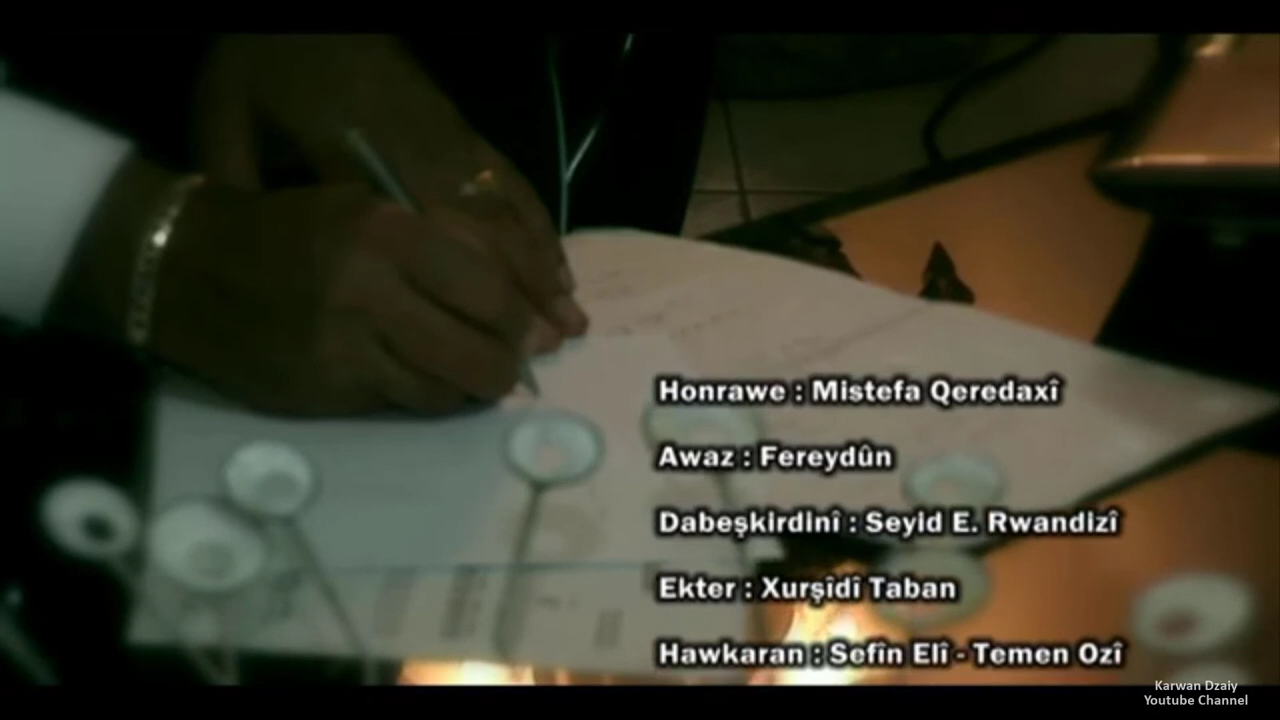 Honrawe : Mistefa Qeredaxî
Awaz : Fereydûn
Dabeşkirdinî : Seyid E. Rwandizî
Ekter : Xurşîdî Taban
Hawkaran : Sefîn Elî - Temen Ozî
Karwan Dzaiy
Youtube Channel